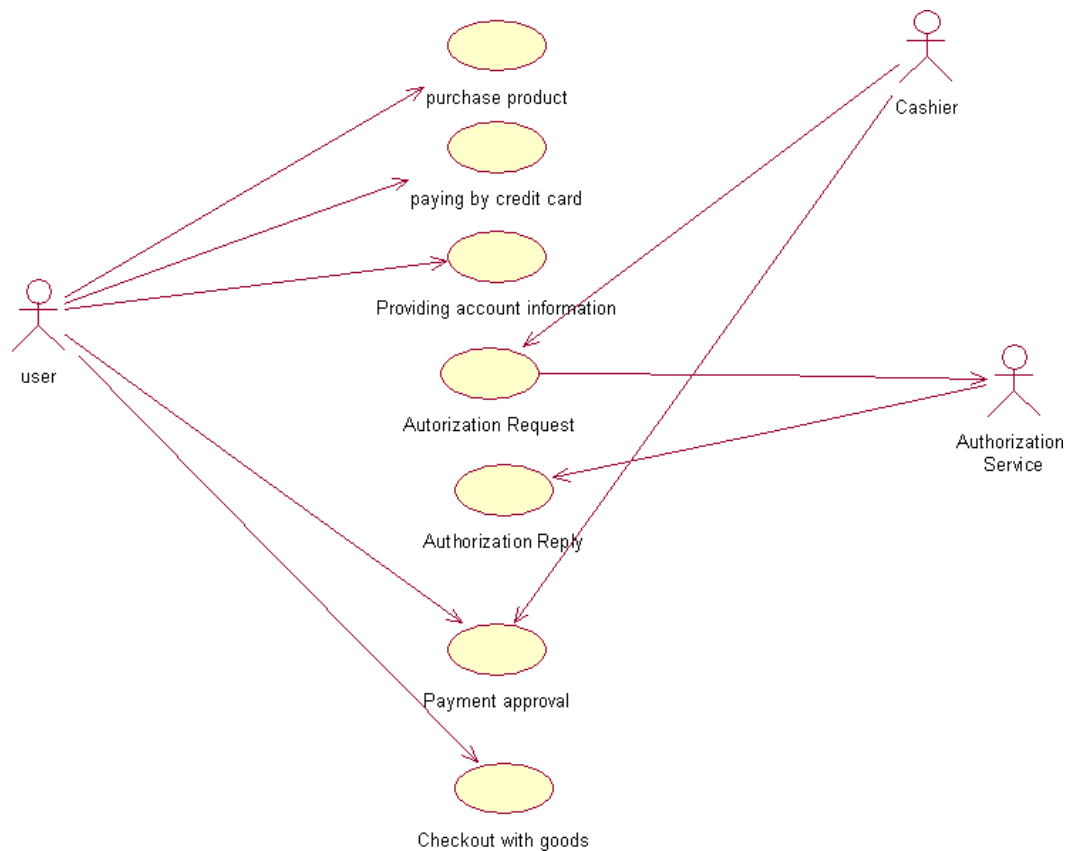 purchase product
Cashier
paying by credit card
Providing account information
user
Autorization Request
Authorization
Service
Authorization Reply
Payment approval
Checkout with goods